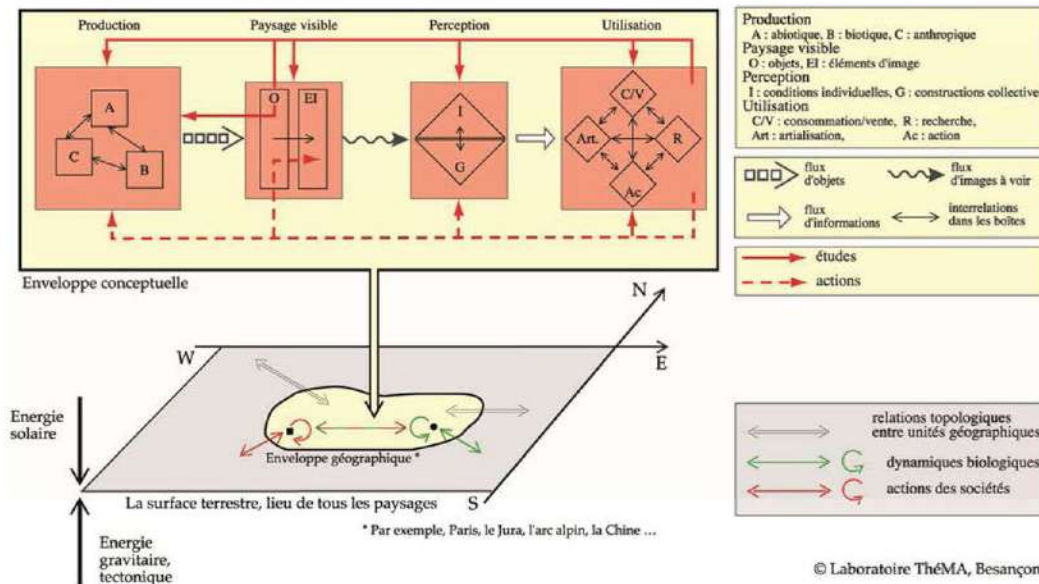 Production Paysage visible Perception Utilisation
O EI
A
C
B
I
G
C/V
Art. R
Ac
Enveloppe conceptuelle
Production
A : abiotique, B : biotique, C : anthropique
Paysage visible
O : objets, EI : éléments d'image
Perception
I : conditions individuelles, G : constructions collective
Utilisation
C/V : consommation/vente, R : recherche,
Art : artialisation, Ac : action
flux
d'objets
flux
d'images à voir
flux
d'informations
interrelations
dans les boîtes
études
actions
N
W
E
S
Energie
solaire
Enveloppe géographique *
La surface terrestre, lieu de tous les paysages
* Par exemple, Paris, le Jura, l'arc alpin, la Chine ...
Energie
gravitaire,
tectonique
relations topologiques
entre unités géographiques
dynamiques biologiques
actions des sociétés
© Laboratoire ThéMA, Besançon